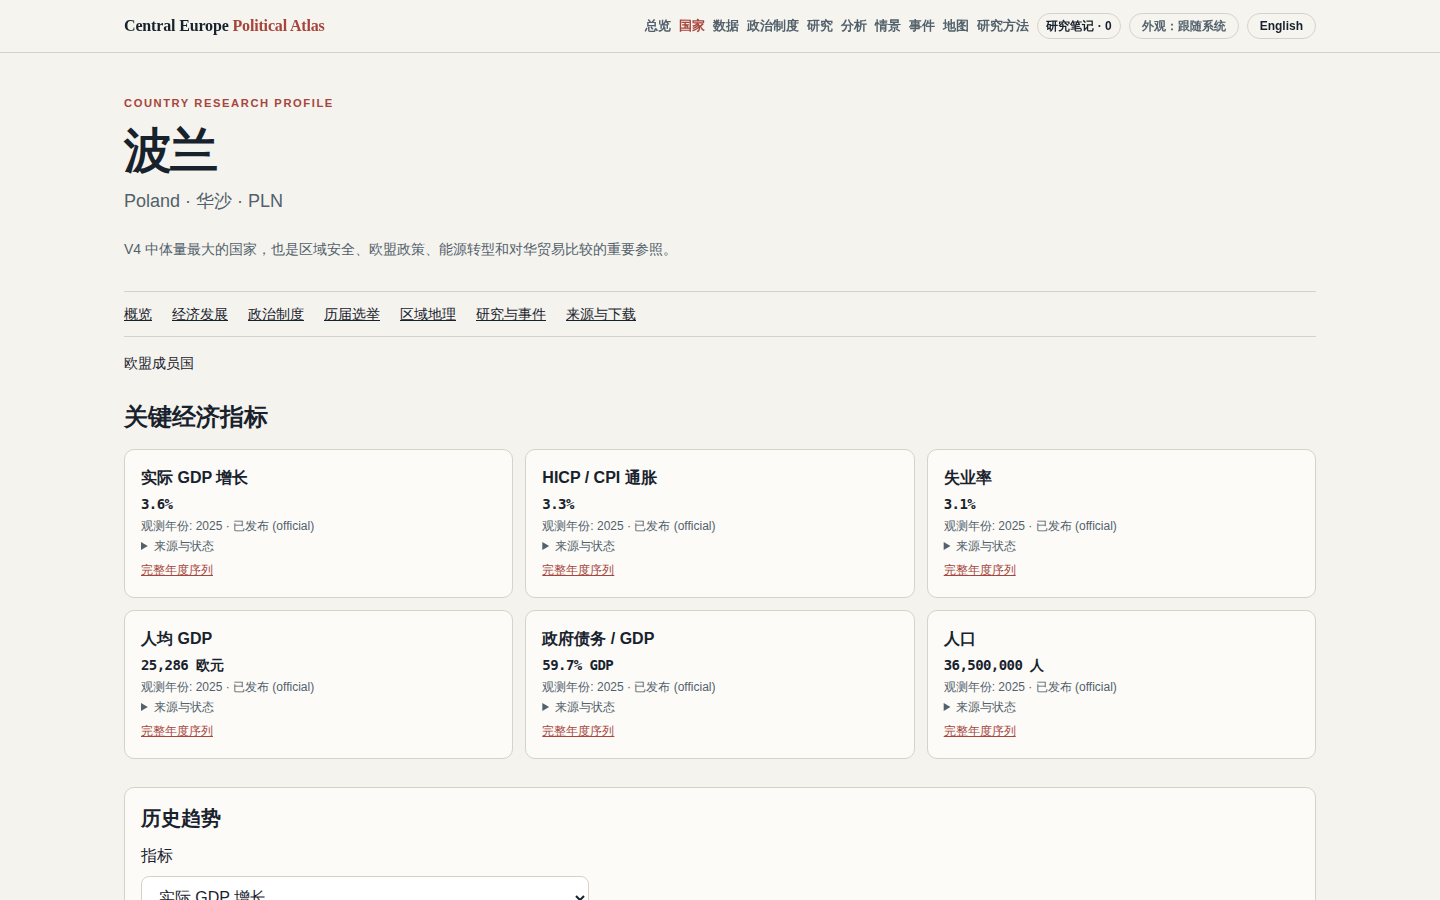 Central Europe Political Atlas
总览 国家 数据 政治制度 研究 分析 情景 事件 地图 研究方法 研究笔记 · 0 外观：跟随系统 English
COUNTRY RESEARCH PROFILE
波兰
Poland · 华沙 · PLN
V4 中体量最大的国家，也是区域安全、欧盟政策、能源转型和对华贸易比较的重要参照。
概览 经济发展 政治制度 历届选举 区域地理 研究与事件 来源与下载
欧盟成员国
关键经济指标
实际 GDP 增长
3.6%
观测年份: 2025 · 已发布 (official)
▶ 来源与状态
完整年度序列
HICP / CPI 通胀
3.3%
观测年份: 2025 · 已发布 (official)
▶ 来源与状态
完整年度序列
失业率
3.1%
观测年份: 2025 · 已发布 (official)
▶ 来源与状态
完整年度序列
人均 GDP
25,286 欧元
观测年份: 2025 · 已发布 (official)
▶ 来源与状态
完整年度序列
政府债务 / GDP
59.7% GDP
观测年份: 2025 · 已发布 (official)
▶ 来源与状态
完整年度序列
人口
36,500,000 人
观测年份: 2025 · 已发布 (official)
▶ 来源与状态
完整年度序列
历史趋势
指标
实际 GDP 增长